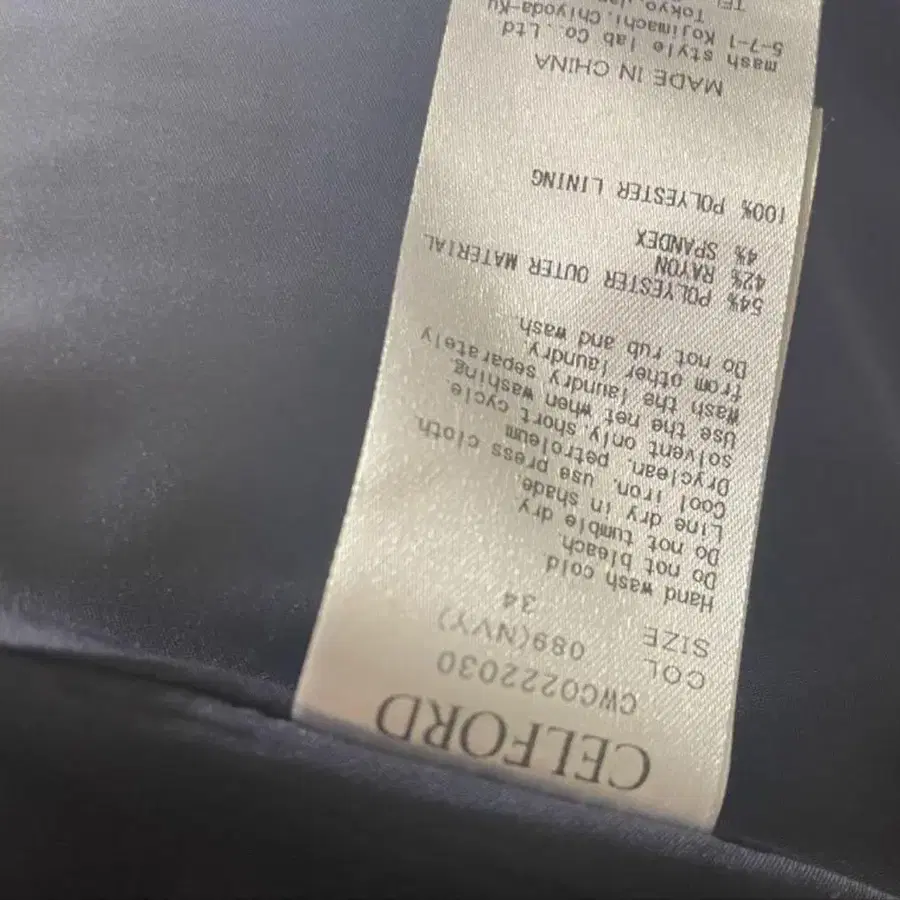 CELFORD
CWCO222030
COL 089(NVY)
SIZE 34
Hand wash cold
Do not bleach.
Do not tumble dry
Line dry in shade.
Cool iron, use press cloth.
Dryclean, petroleum
solvent only, short cycle.
Use the net when washing.
Wash the laundry separately
from other laundry.
Do not rub and wash.
54% POLYESTER OUTER MATERIAL
42% RAYON
4% SPANDEX
100% POLYESTER LINING
MADE IN CHINA
mash style lab Co., Ltd
5-7-1 Kojimachi, Chiyoda-Ku
Tokyo,
TEL